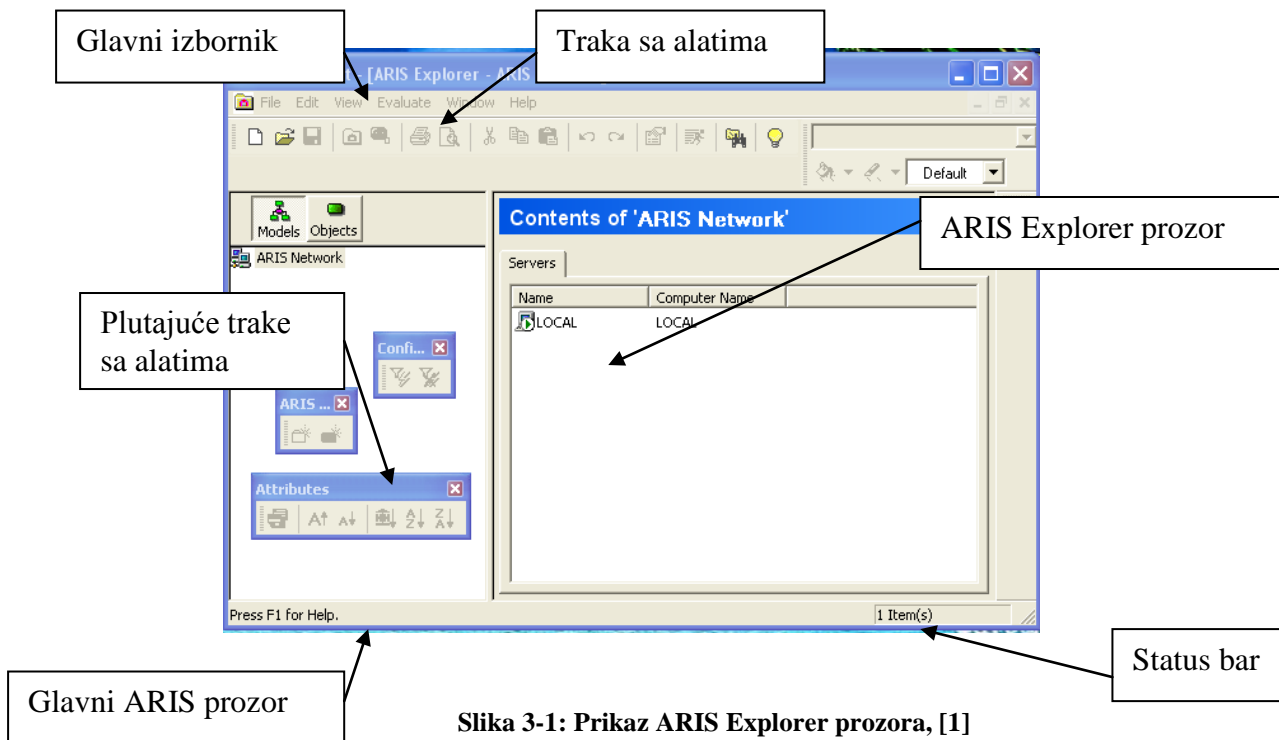 Glavni izbornik
Traka sa alatima
[ARIS Explorer - ARIS
File Edit View Evaluate Window Help
Default
Models Objects
Contents of 'ARIS Network'
ARIS Explorer prozor
ARIS Network
Servers
Name Computer Name
LOCAL LOCAL
Plutajuće trake
sa alatima
Confi...
ARIS ...
Attributes
Press F1 for Help.
1 Item(s)
Status bar
Glavni ARIS prozor
Slika 3-1: Prikaz ARIS Explorer prozora, [1]